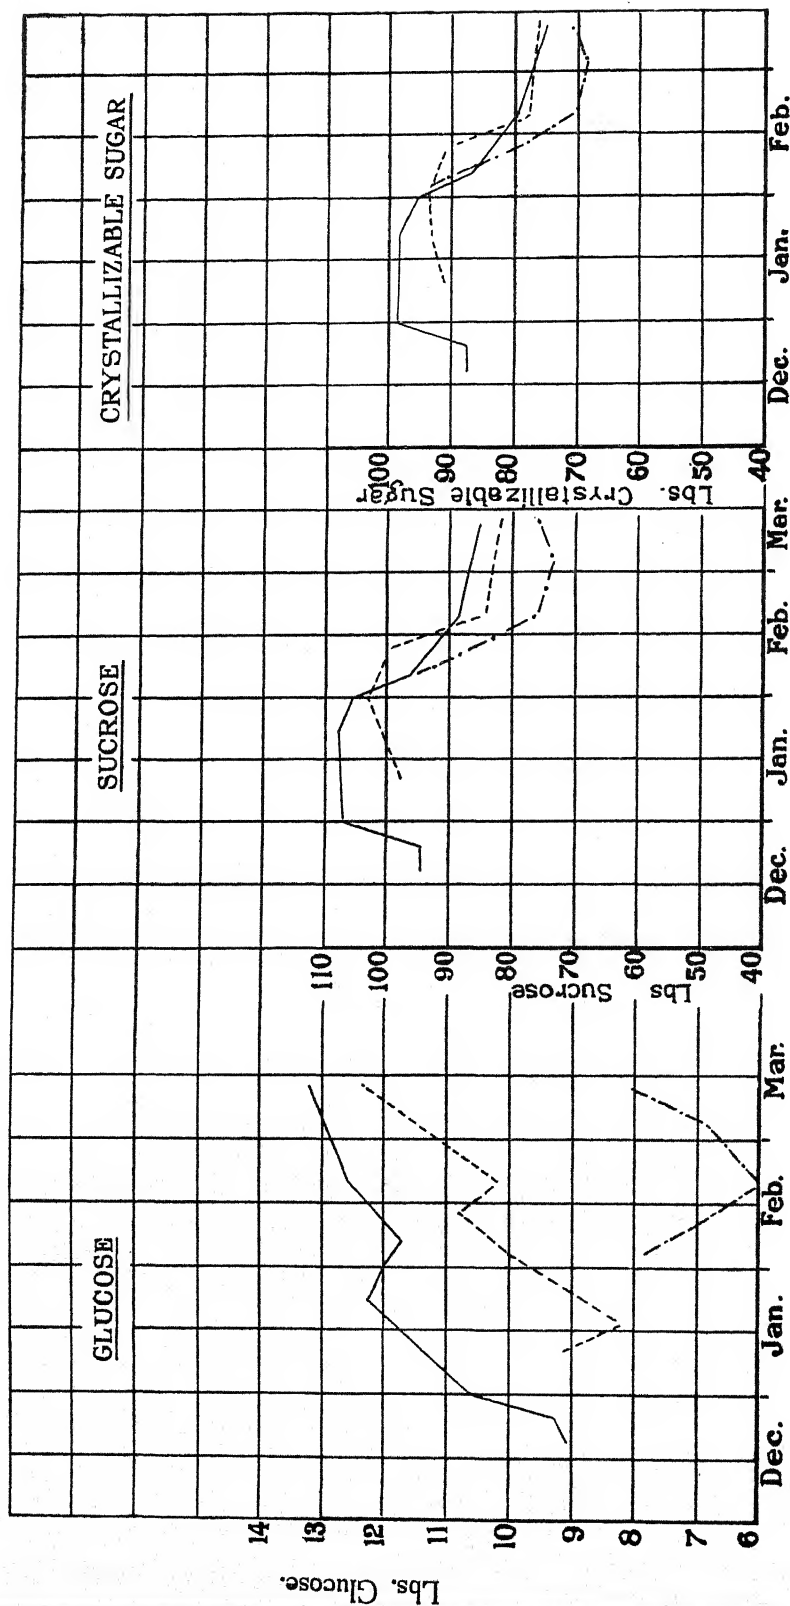 GLUCOSE
Lbs. Glucose.
14
13
12
11
10
9
8
7
6
Dec.
Jan.
Feb.
Mar.
SUCROSE
Lbs Sucrose
110
100
90
80
70
60
50
40
Dec.
Jan.
Feb.
Mar.
CRYSTALLIZABLE SUGAR
Lbs. Crystallizable Sugar
100
90
80
70
60
50
40
Dec.
Jan.
Feb.